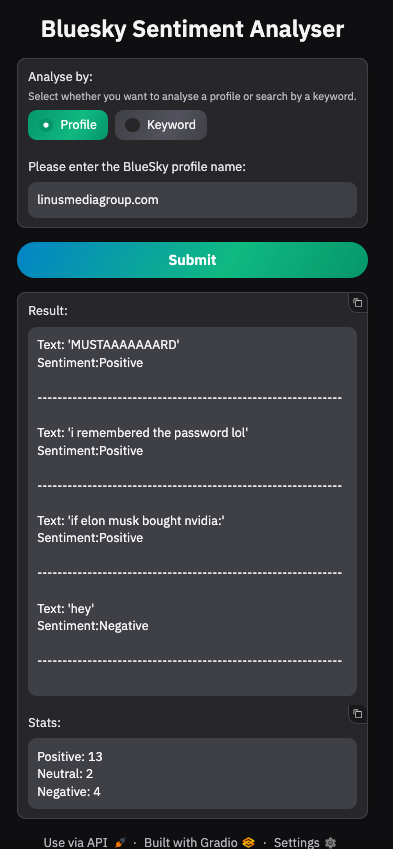 Bluesky Sentiment Analyser
Analyse by:
Select whether you want to analyse a profile or search by a keyword.
Profile
Keyword
Please enter the BlueSky profile name:
linusmediagroup.com
Submit
Result:
Text: 'MUSTAAAAAAARD'
Sentiment:Positive
-------------------------------------------------------------
Text: 'i remembered the password lol'
Sentiment:Positive
-------------------------------------------------------------
Text: 'if elon musk bought nvidia:'
Sentiment:Positive
-------------------------------------------------------------
Text: 'hey'
Sentiment:Negative
-------------------------------------------------------------
Stats:
Positive: 13
Neutral: 2
Negative: 4
Use via API · Built with Gradio · Settings